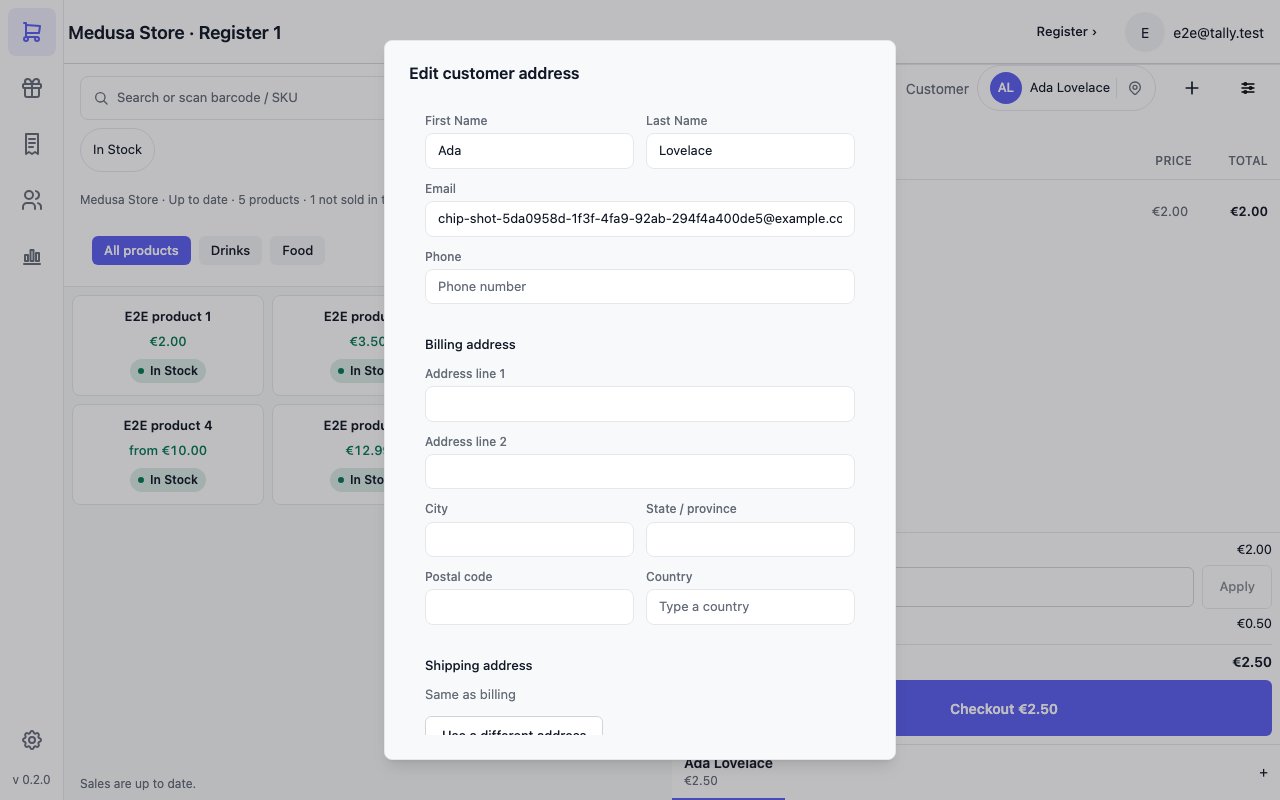 Medusa Store · Register 1
Register ›
E
e2e@tally.test
Edit customer address
Search or scan barcode / SKU
Customer
AL
Ada Lovelace
In Stock
First Name
Last Name
Ada
Lovelace
PRICE
TOTAL
Medusa Store · Up to date · 5 products · 1 not sold in t
Email
chip-shot-5da0958d-1f3f-4fa9-92ab-294f4a400de5@example.cc
€2.00
€2.00
All products
Drinks
Food
Phone
Phone number
E2E product 1
€2.00
In Stock
E2E produ
€3.50
In Sto
Billing address
Address line 1
E2E product 4
from €10.00
In Stock
E2E produ
€12.99
In Sto
Address line 2
City
State / province
Postal code
Country
Type a country
€2.00
Apply
€0.50
Shipping address
Same as billing
€2.50
Use a different address
Checkout €2.50
v 0.2.0
Sales are up to date.
Ada Lovelace
€2.50
+